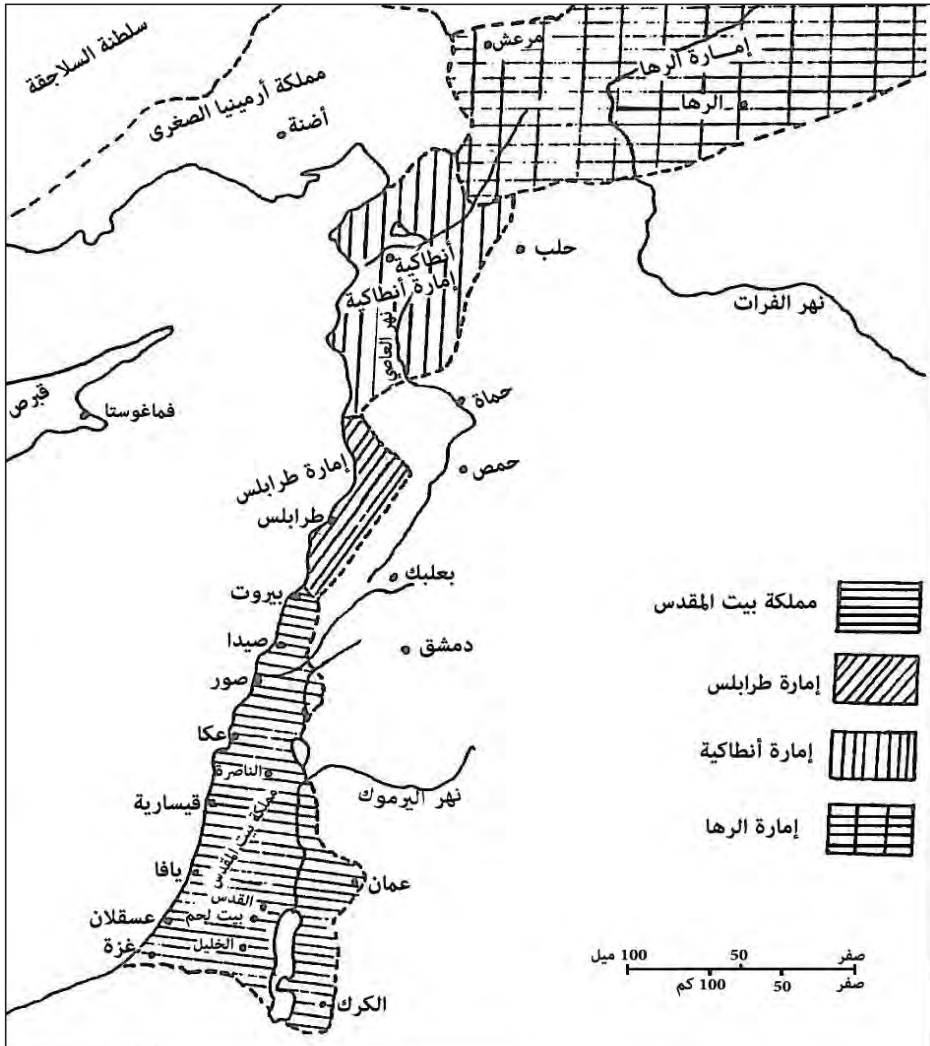 سلطنة السلاجقة
مملكة أرمينيا الصغرى
أضنة
مرعش
إمارة الرها
الرها
حلب
أنطاكية
إمارة أنطاكية
نهر العاصي
نهر الفرات
قبرص
فماغوستا
حماة
حمص
إمارة طرابلس
طرابلس
بعلبك
بيروت
صيدا
دمشق
صور
عكا
الناصرة
نهر اليرموك
قيسارية
مملكة بيت المقدس
يافا
عمان
القدس
عسقلان
بيت لحم
غزة
الخليل
الكرك
مملكة بيت المقدس
إمارة طرابلس
إمارة أنطاكية
إمارة الرها
صفر 50 100 ميل
صفر 50 100 كم